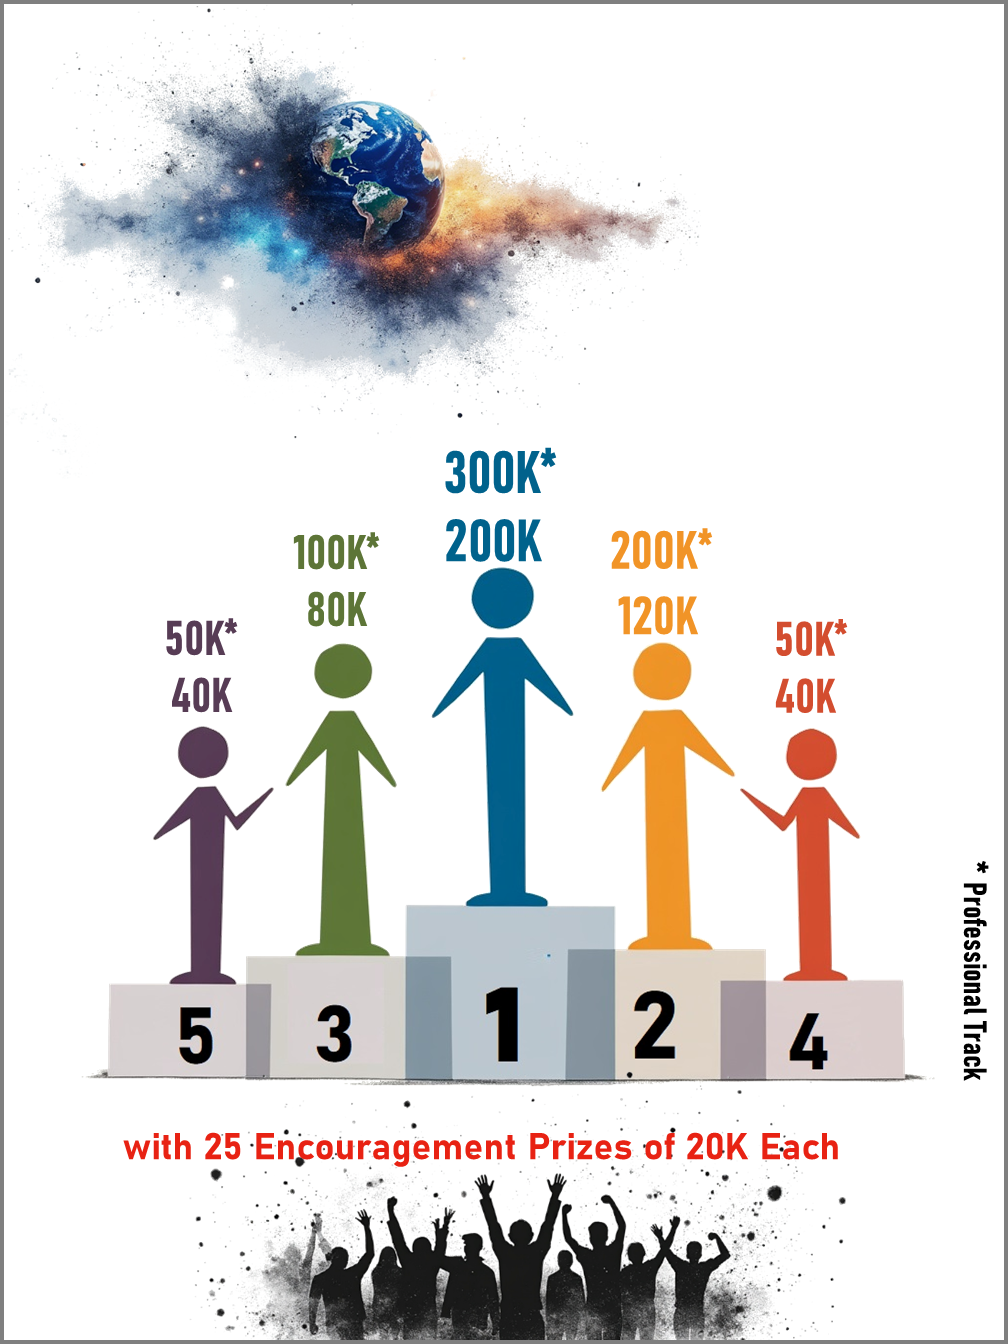 300K*
200K
100K*
80K
200K*
120K
50K*
40K
50K*
40K
5
3
1
2
4
* Professional Track
with 25 Encouragement Prizes of 20K Each